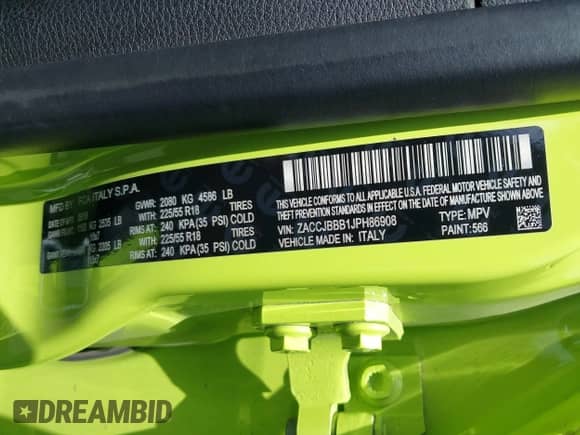 MFD BY FCA ITALY S.P.A.
GVWR: 2080 KG 4586 LB
LB WITH: 225/55 R18 TIRES
RIMS AT: 240 KPA(35 PSI) COLD
LB WITH: 225/55 R18 TIRES
RIMS AT: 240 KPA(35 PSI) COLD
THIS VEHICLE CONFORMS TO ALL APPLICABLE U.S.A. FEDERAL MOTOR VEHICLE SAFETY,
BUMPER, AND THEFT PREVENTION STANDARDS IN EFFECT ON THE DATE OF
MANUFACTURE SHOWN ABOVE.
VIN: ZACCJBBB1JPH86908 TYPE: MPV
VEHICLE MADE IN: ITALY PAINT:566
DREAMBID